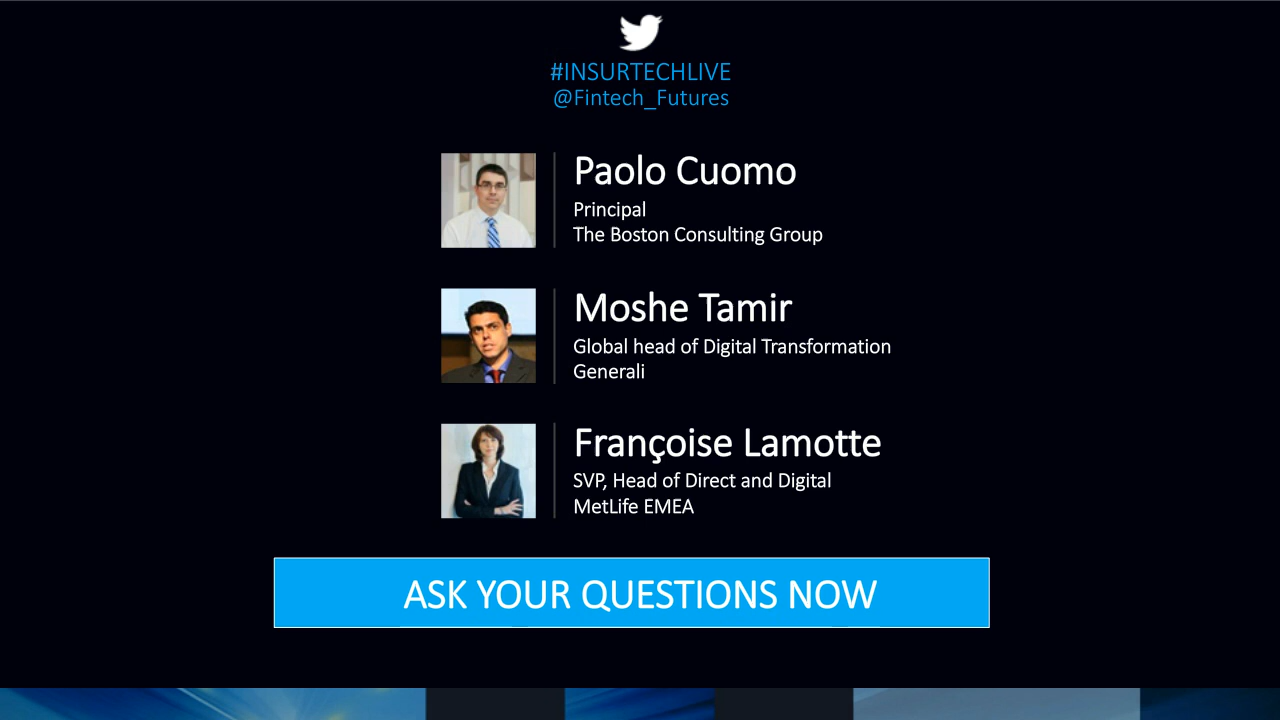 #INSURTECHLIVE
@Fintech_Futures
Paolo Cuomo
Principal
The Boston Consulting Group
Moshe Tamir
Global head of Digital Transformation
Generali
Françoise Lamotte
SVP, Head of Direct and Digital
MetLife EMEA
ASK YOUR QUESTIONS NOW